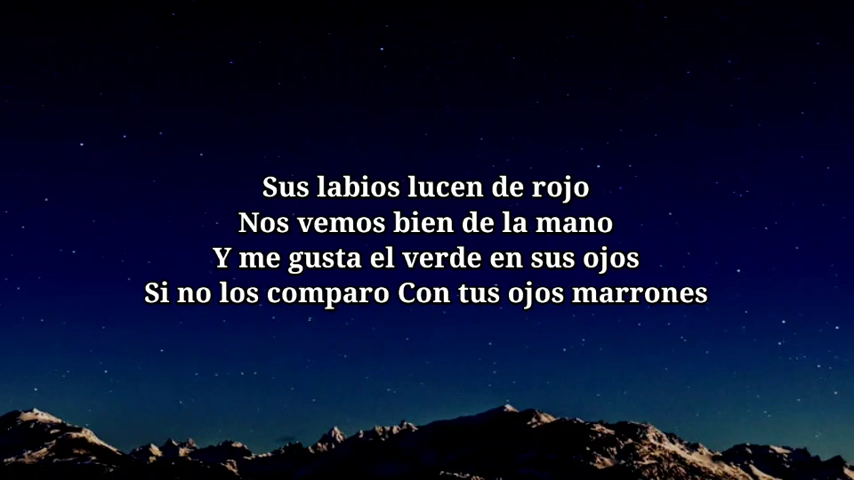 Sus labios lucen de rojo
Nos vemos bien de la mano
Y me gusta el verde en sus ojos
Si no los comparo Con tus ojos marrones